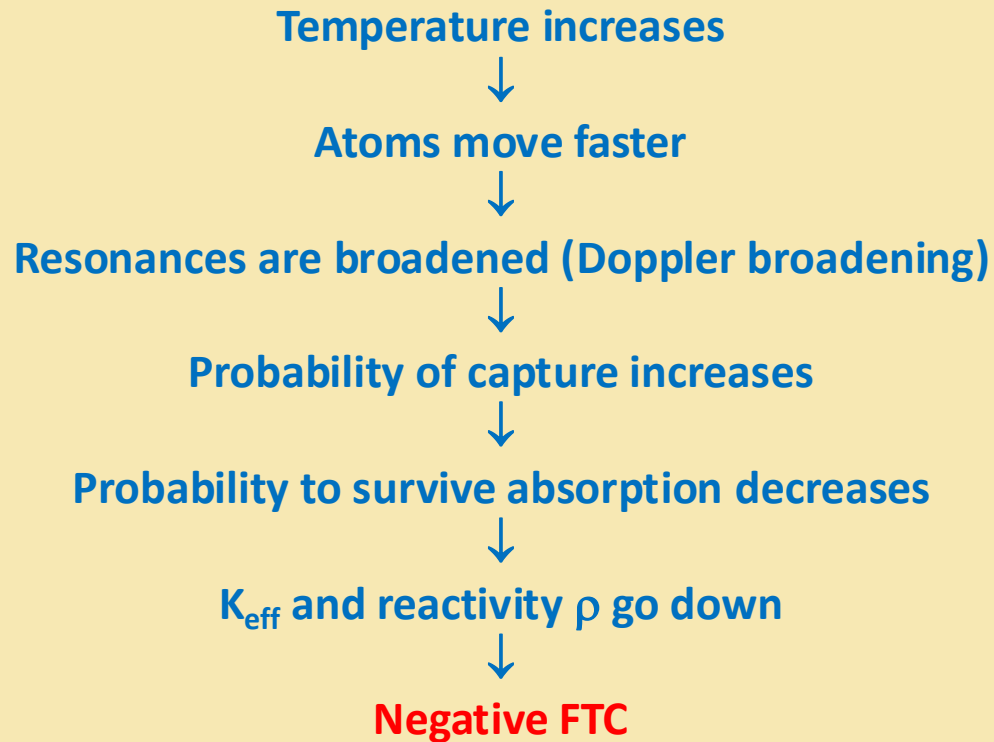 Temperature increases
↓
Atoms move faster
↓
Resonances are broadened (Doppler broadening)
↓
Probability of capture increases
↓
Probability to survive absorption decreases
↓
Keff and reactivity ρ go down
↓
Negative FTC